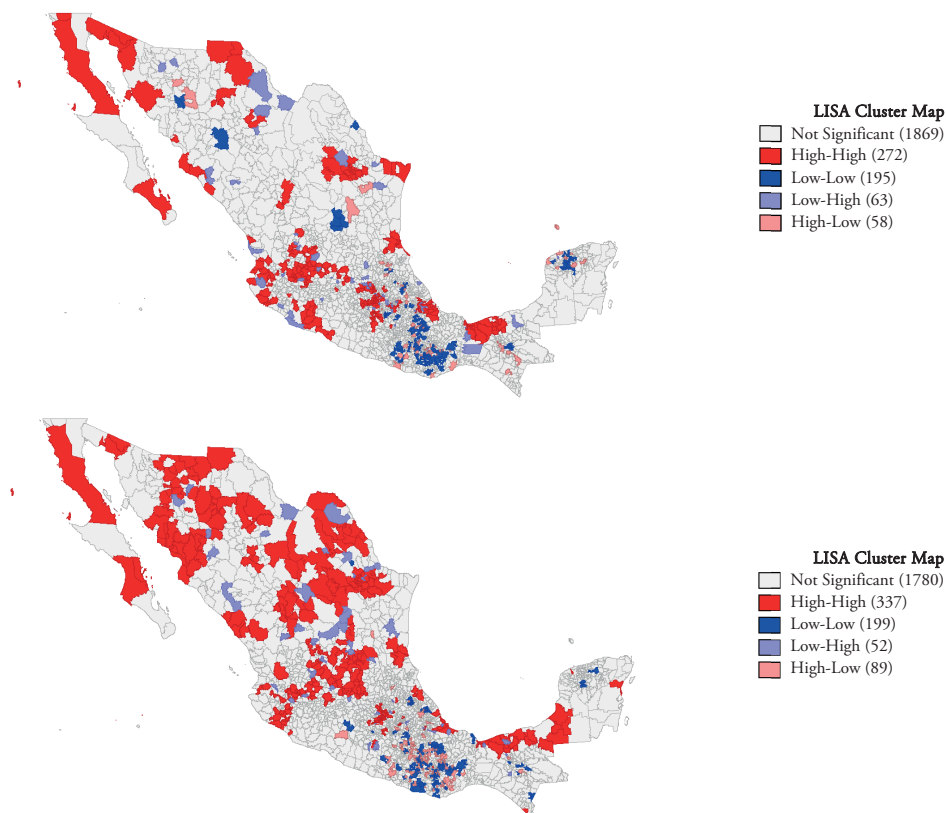 LISA Cluster Map
Not Significant (1869)
High-High (272)
Low-Low (195)
Low-High (63)
High-Low (58)
LISA Cluster Map
Not Significant (1780)
High-High (337)
Low-Low (199)
Low-High (52)
High-Low (89)